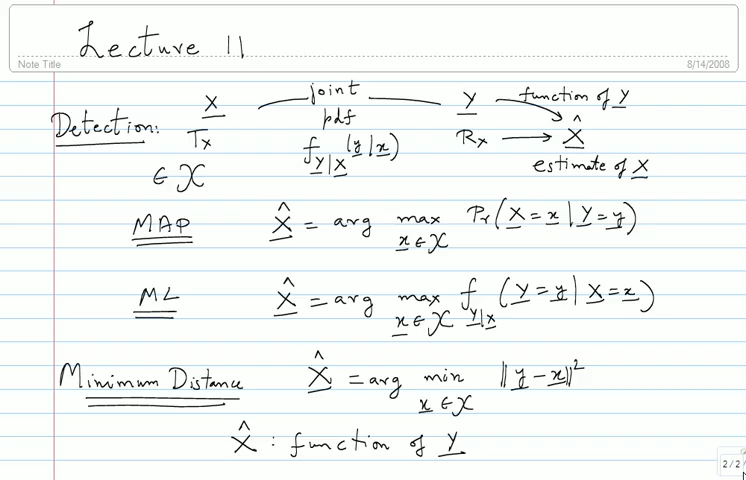 Lecture 11
Note Title 8/14/2008
Detection: X joint pdf Y function of Y
Tx f_{Y|X}(y|x) Rx → X̂
∈ 𝒳 estimate of X
MAP X̂ = arg max_{x∈𝒳} Pr(X = x | Y = y)
ML X̂ = arg max_{x∈𝒳} f_{Y|X}(Y = y | X = x)
Minimum Distance X̂ = arg min_{x∈𝒳} ||y − x||²
X̂ : function of Y
2 / 2